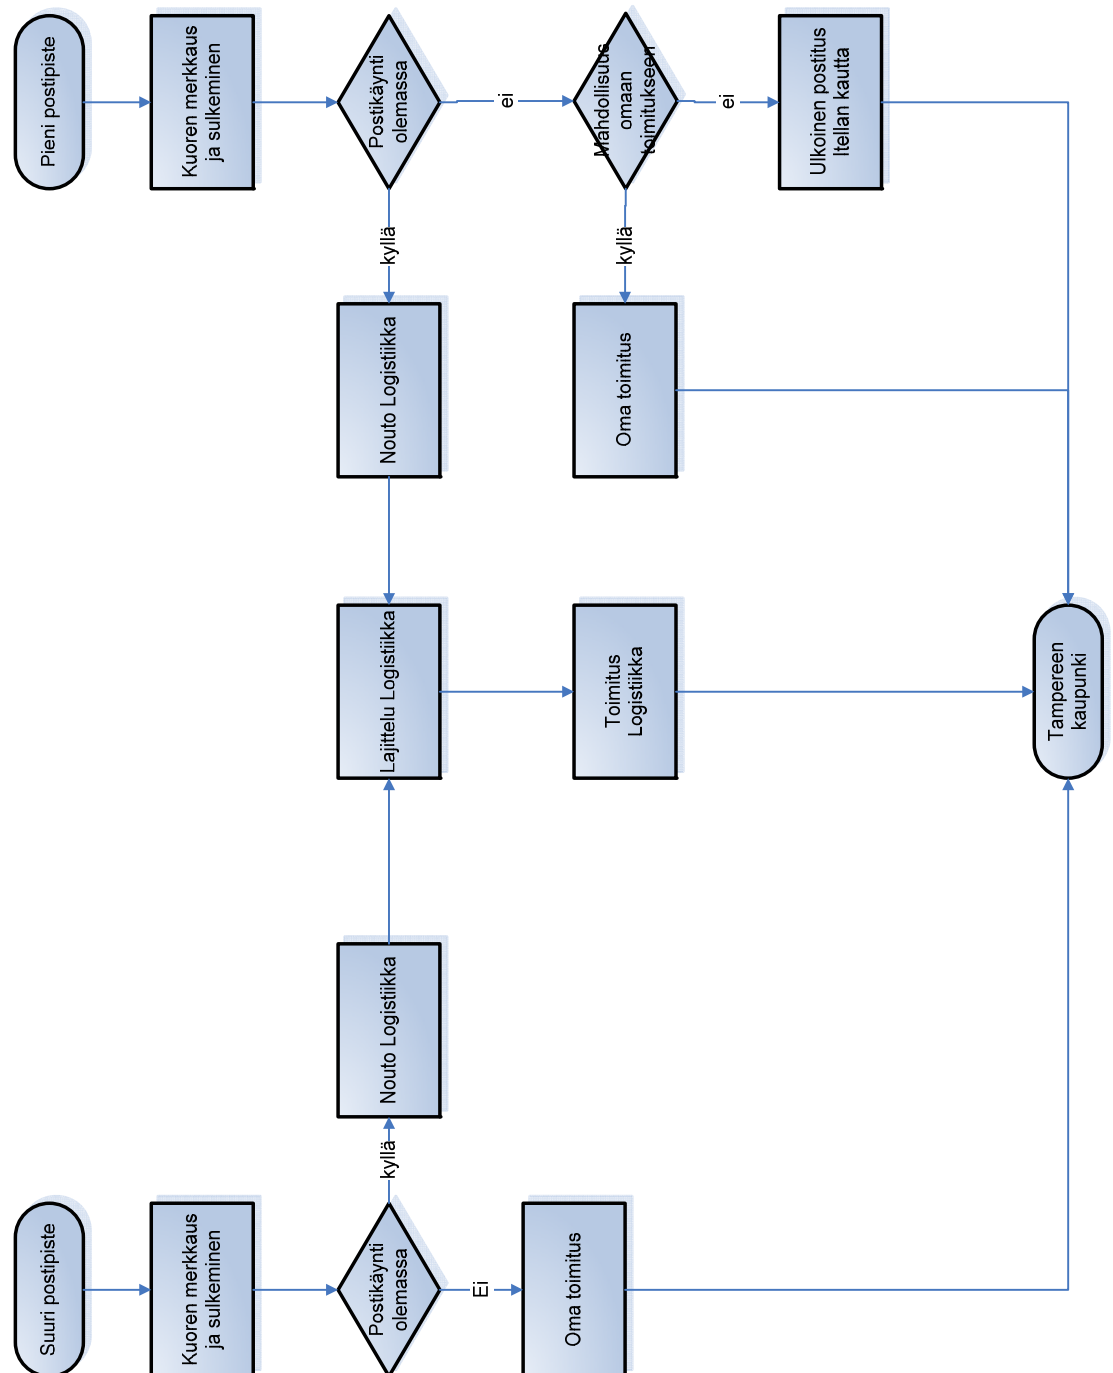 Suuri postipiste
Kuoren merkkaus
ja sulkeminen
Postikäynti
olemassa
kyllä
Ei
Nouto Logistiikka
Oma toimitus
Lajittelu Logistiikka
Toimitus
Logistiikka
Tampereen
kaupunki
Pieni postipiste
Kuoren merkkaus
ja sulkeminen
Postikäynti
olemassa
kyllä
ei
Nouto Logistiikka
Mahdollisuus
omaan
toimitukseen
kyllä
ei
Oma toimitus
Ulkoinen postitus
Itellan kautta